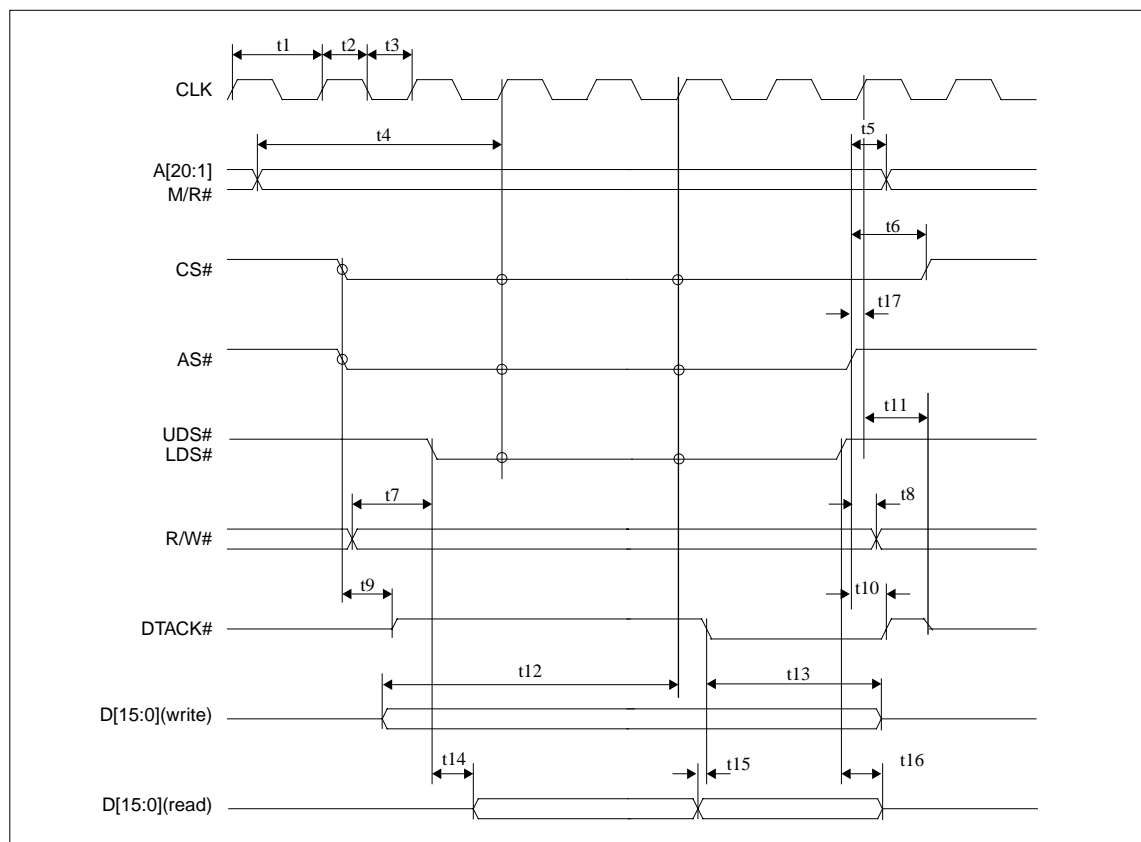 t1 t2 t3
CLK
t4 t5
A[20:1]
M/R#
t6
CS#
t17
AS#
t11
UDS#
LDS#
t7 t8
R/W#
t9 t10
DTACK#
t12 t13
D[15:0](write)
t14 t15 t16
D[15:0](read)